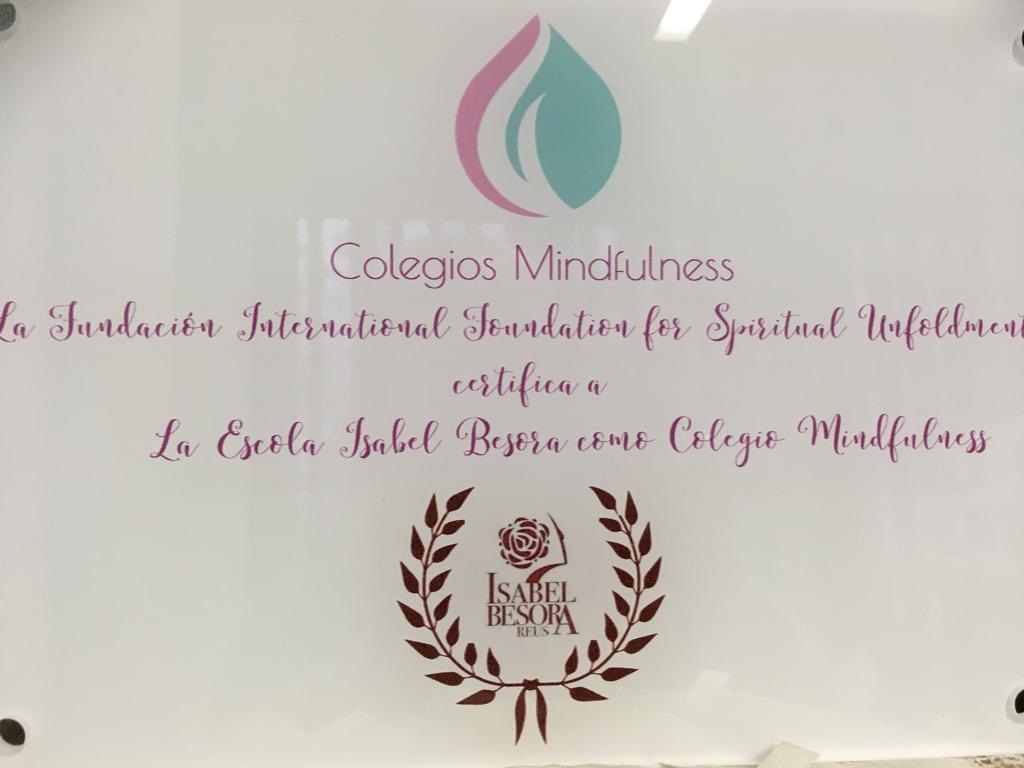 Colegios Mindfulness
La Fundación International Foundation for Spiritual Unfoldment
certifica a
La Escola Isabel Besora como Colegio Mindfulness
ISABEL
BESORA
REUS